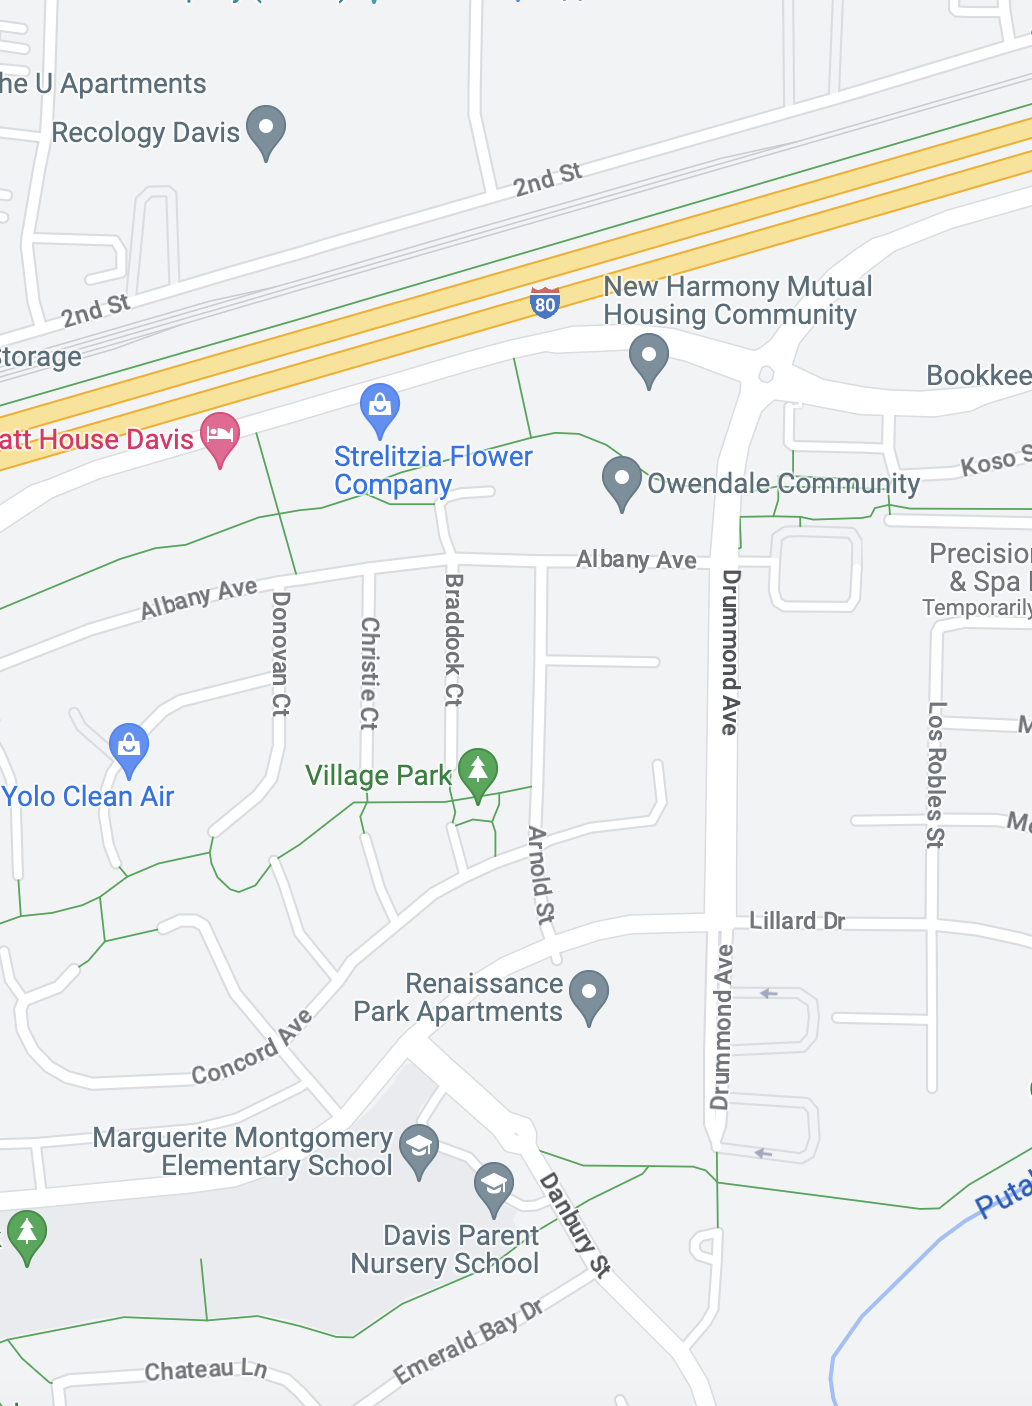 he U Apartments
Recology Davis
2nd St
2nd St
80
New Harmony Mutual
Housing Community
Storage
Bookkee
att House Davis
Strelitzia Flower
Company
Koso S
Owendale Community
Albany Ave
Precision
& Spa
Temporarily
Albany Ave
Donovan Ct
Christie Ct
Braddock Ct
Drummond Ave
Los Robles St
M
Village Park
Yolo Clean Air
Arnold St
Mo
Lillard Dr
Renaissance
Park Apartments
Drummond Ave
Concord Ave
Marguerite Montgomery
Elementary School
Danbury St
Puta
Davis Parent
Nursery School
Emerald Bay Dr
Chateau Ln